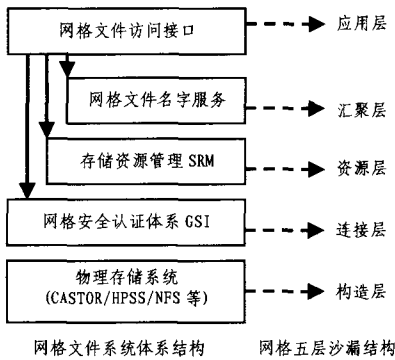 网格文件访问接口 应用层
网格文件名字服务 汇聚层
存储资源管理 SRM 资源层
网格安全认证体系 GSI 连接层
物理存储系统
(CASTOR/HPSS/NFS 等) 构造层
网格文件系统体系结构 网格五层沙漏结构